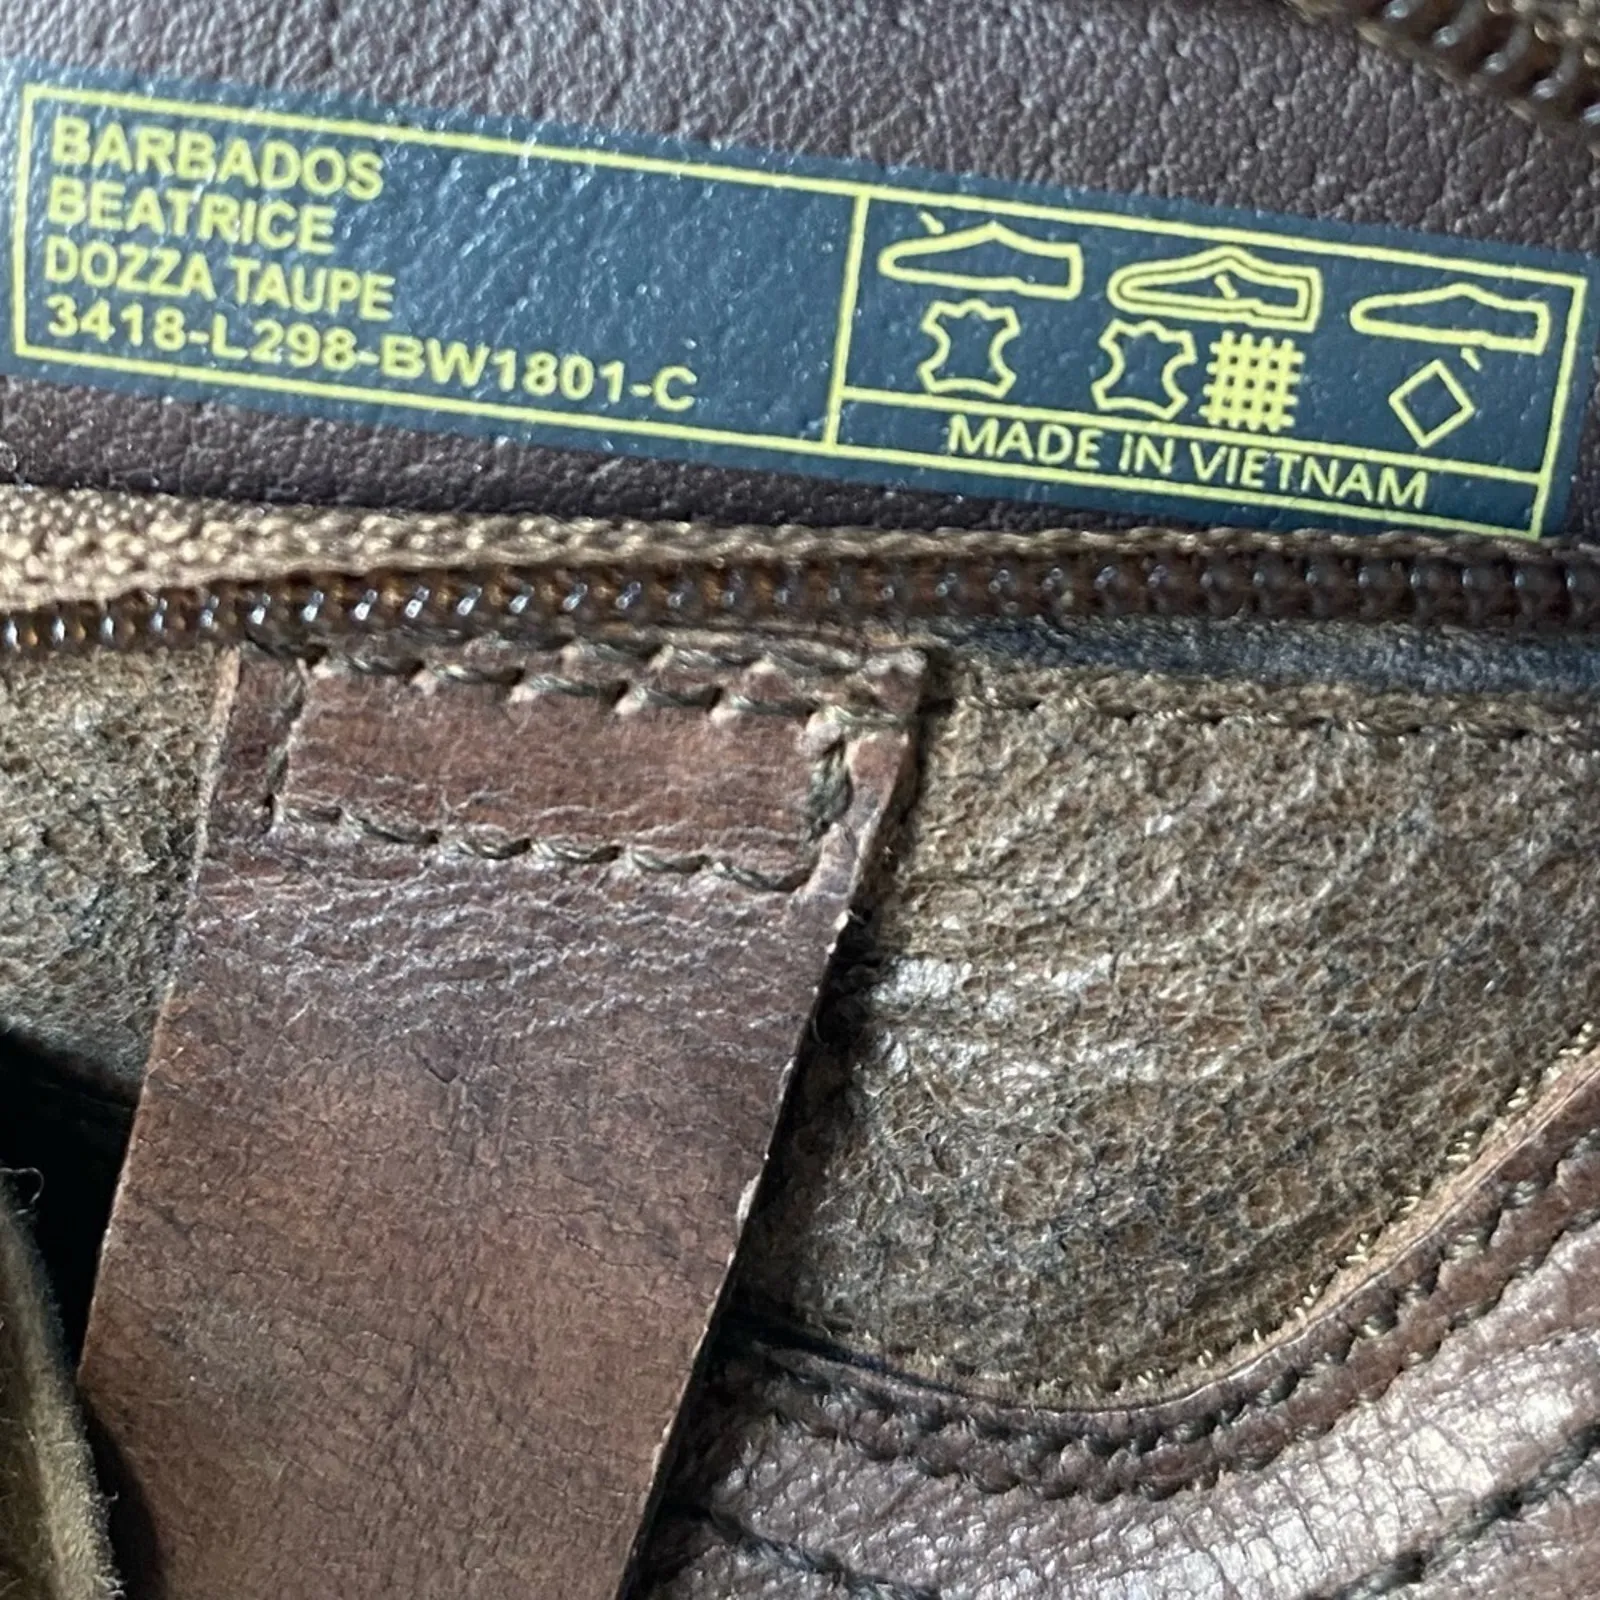 BARBADOS
BEATRICE
DOZZA TAUPE
3418-L298-BW1801-C
MADE IN VIETNAM